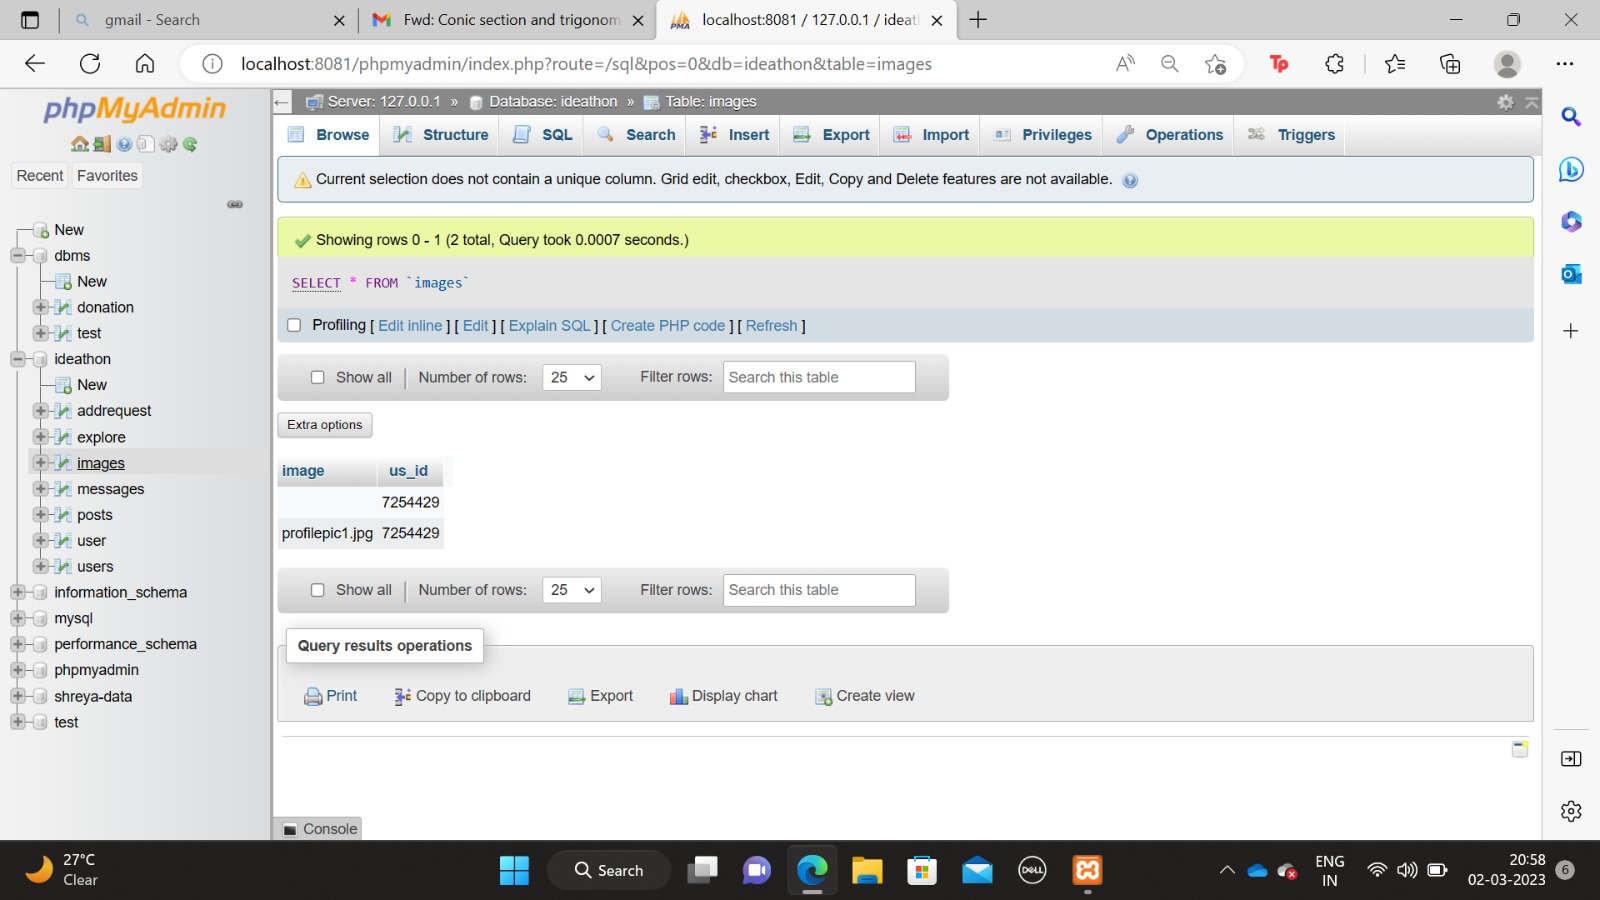 gmail - Search
Fwd: Conic section and trigonom
localhost:8081 / 127.0.0.1 / ideat
localhost:8081/phpmyadmin/index.php?route=/sql&pos=0&db=ideathon&table=images
phpMyAdmin
Recent Favorites
New
dbms
New
donation
test
ideathon
New
addrequest
explore
images
messages
posts
user
users
information_schema
mysql
performance_schema
phpmyadmin
shreya-data
test
Server: 127.0.0.1 » Database: ideathon » Table: images
Browse Structure SQL Search Insert Export Import Privileges Operations Triggers
Current selection does not contain a unique column. Grid edit, checkbox, Edit, Copy and Delete features are not available.
Showing rows 0 - 1 (2 total, Query took 0.0007 seconds.)
SELECT * FROM `images`
Profiling [ Edit inline ] [ Edit ] [ Explain SQL ] [ Create PHP code ] [ Refresh ]
Show all Number of rows: 25 Filter rows: Search this table
Extra options
image us_id
7254429
profilepic1.jpg 7254429
Show all Number of rows: 25 Filter rows: Search this table
Query results operations
Print Copy to clipboard Export Display chart Create view
Console
27°C
Clear
Search
DELL
ENG
IN
20:58
02-03-2023
6
PMA
Tp